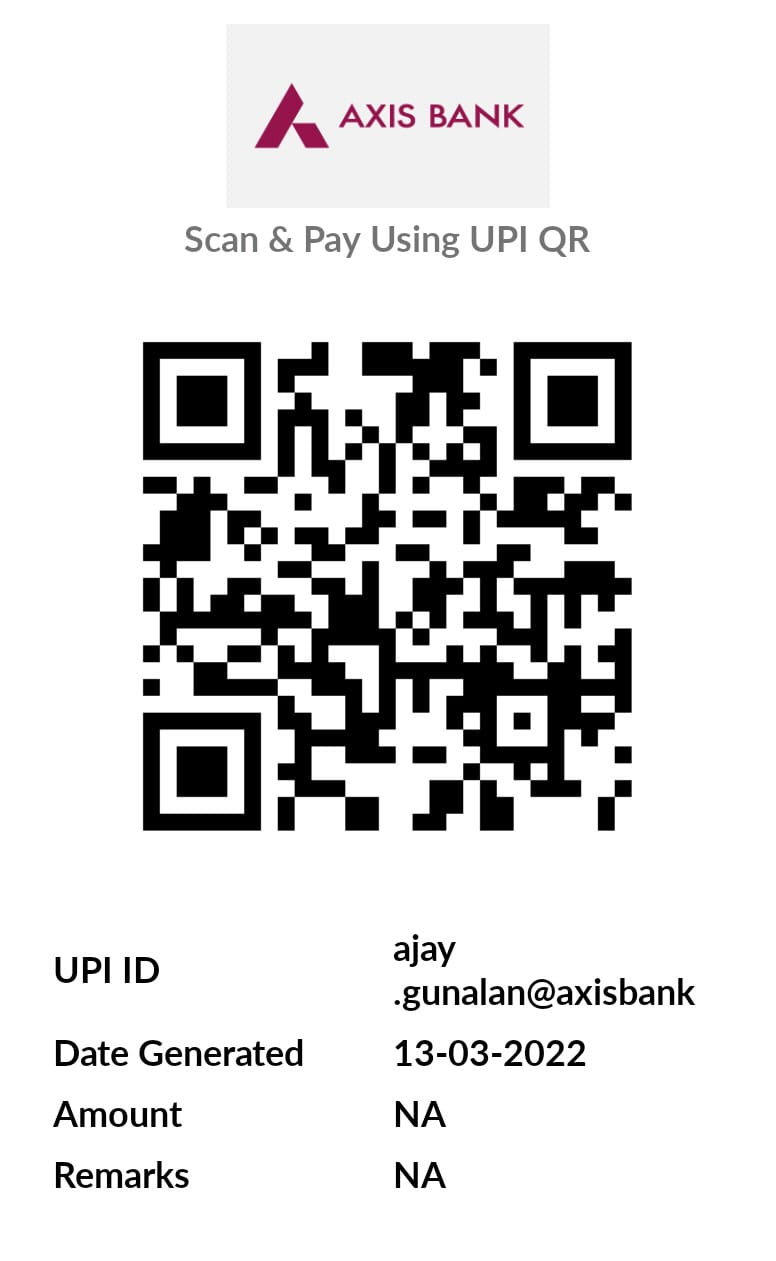 AXIS BANK
Scan & Pay Using UPI QR
UPI ID
ajay
.gunalan@axisbank
Date Generated 13-03-2022
Amount NA
Remarks NA